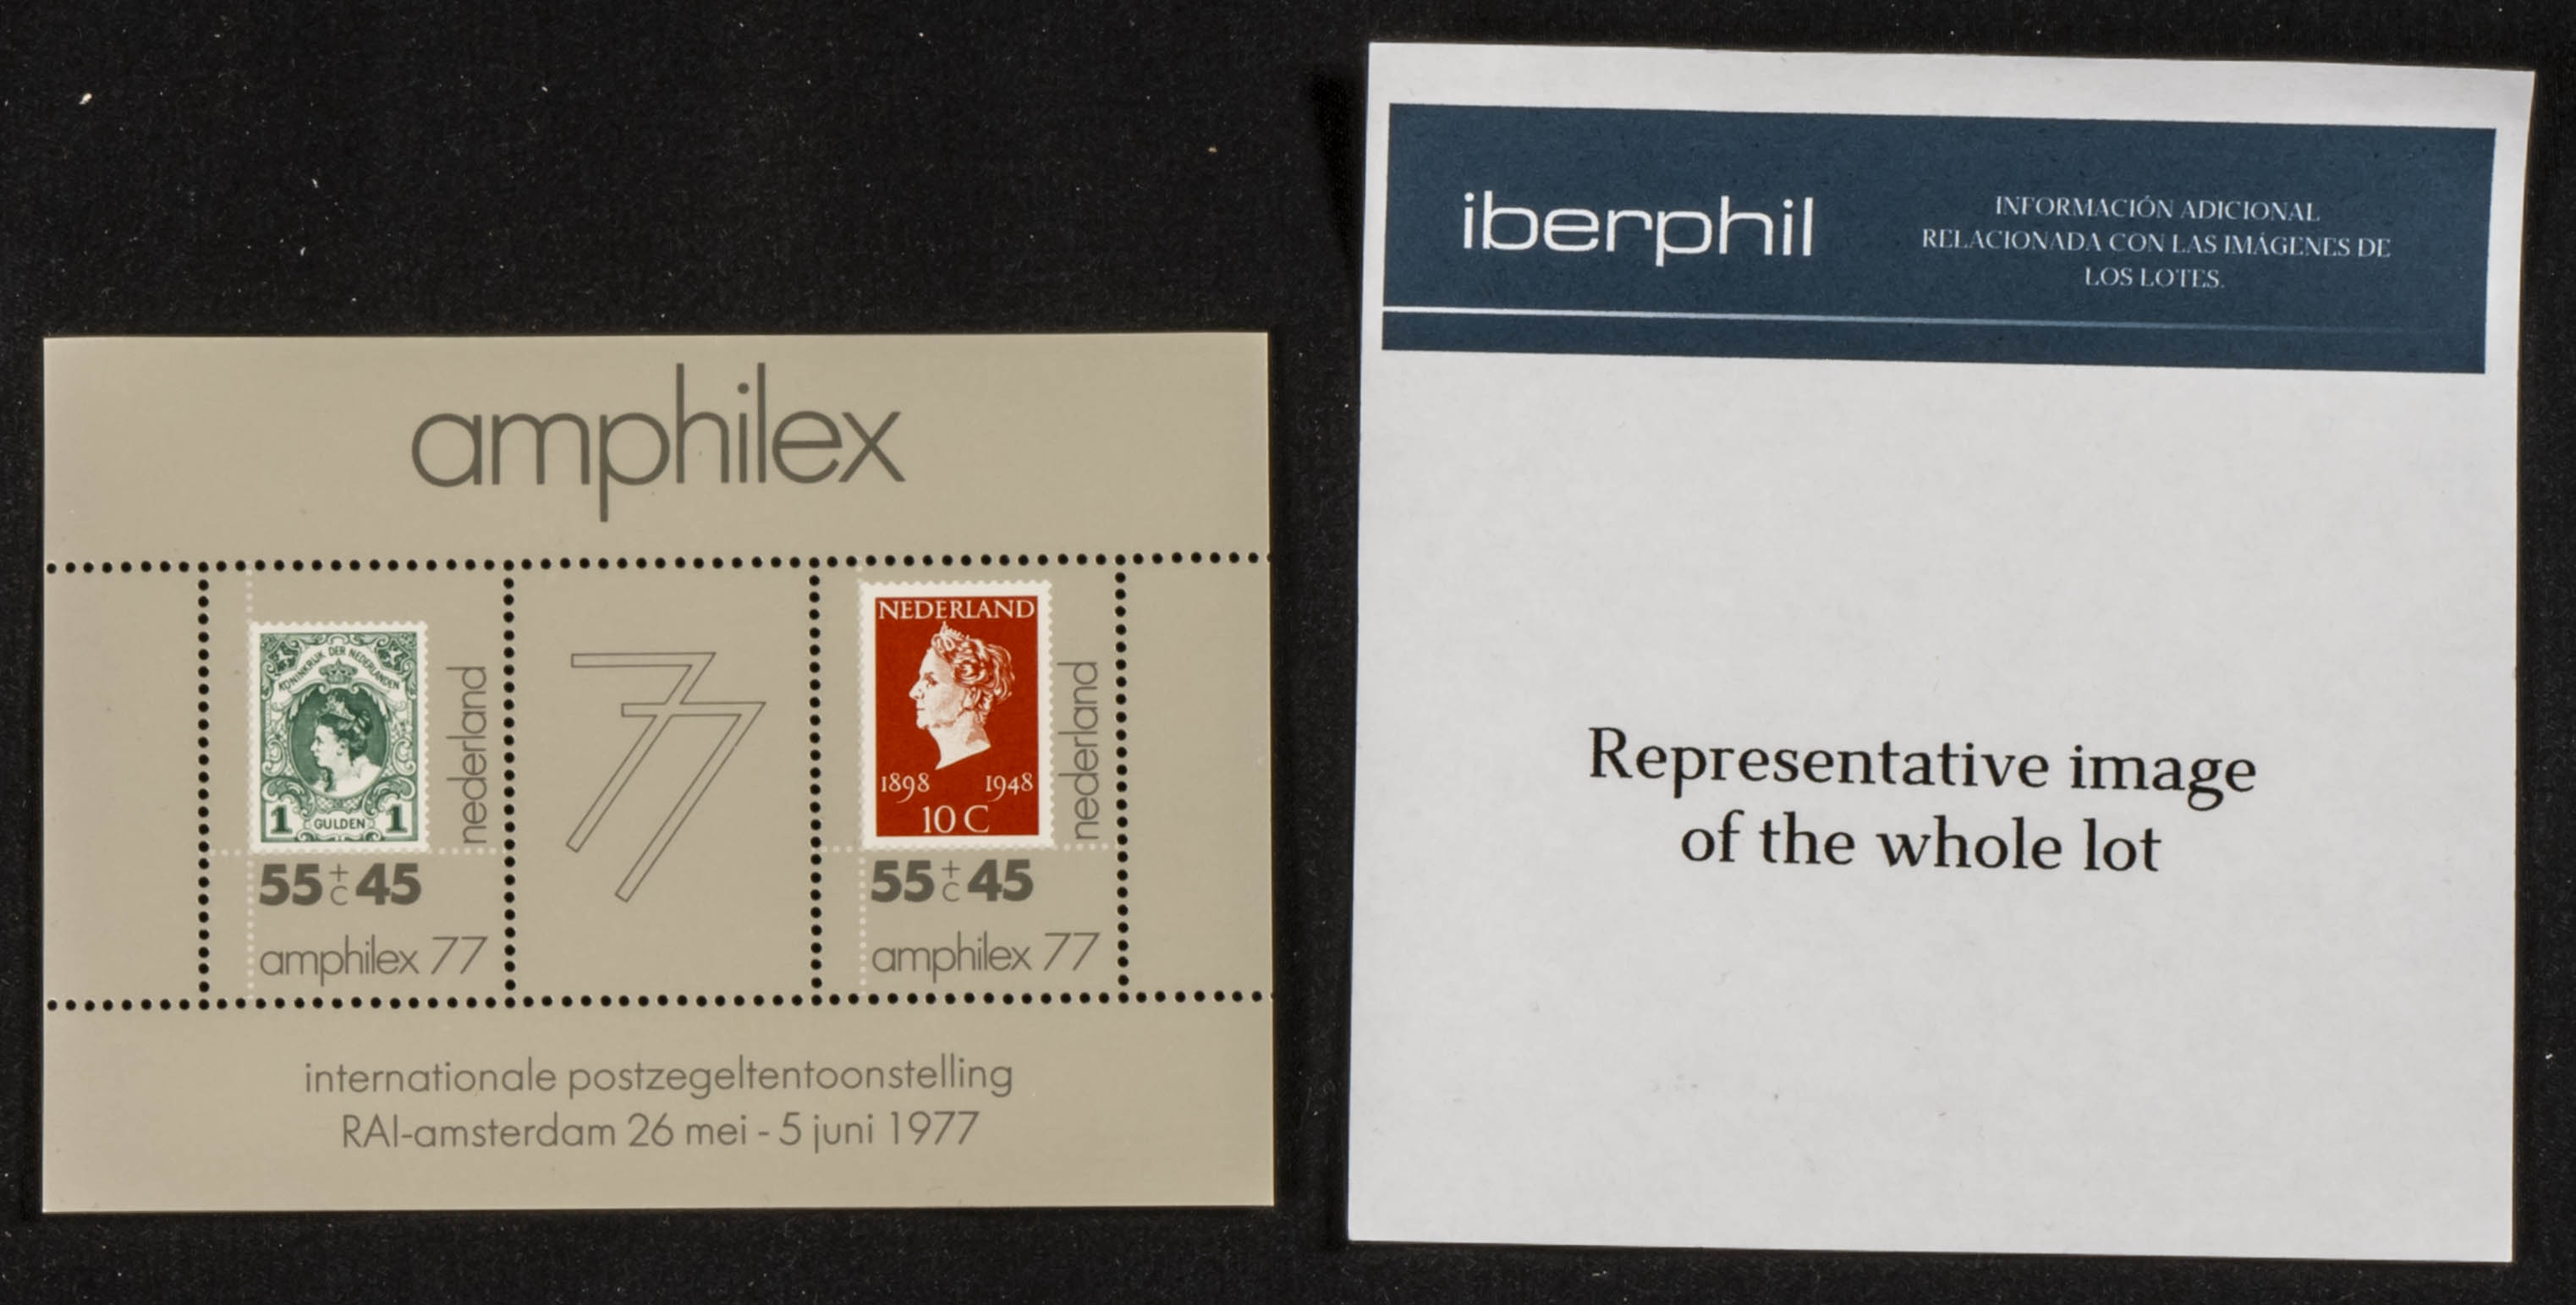 amphilex
KONINKRIJK DER NEDERLANDEN
1 GULDEN 1
nederland
55 + c 45
amphilex 77
77
NEDERLAND
1898 1948
10 C
nederland
55 + c 45
amphilex 77
internationale postzegeltentoonstelling
RAI-amsterdam 26 mei - 5 juni 1977
iberphil
INFORMACIÓN ADICIONAL
RELACIONADA CON LAS IMÁGENES DE
LOS LOTES.
Representative image
of the whole lot